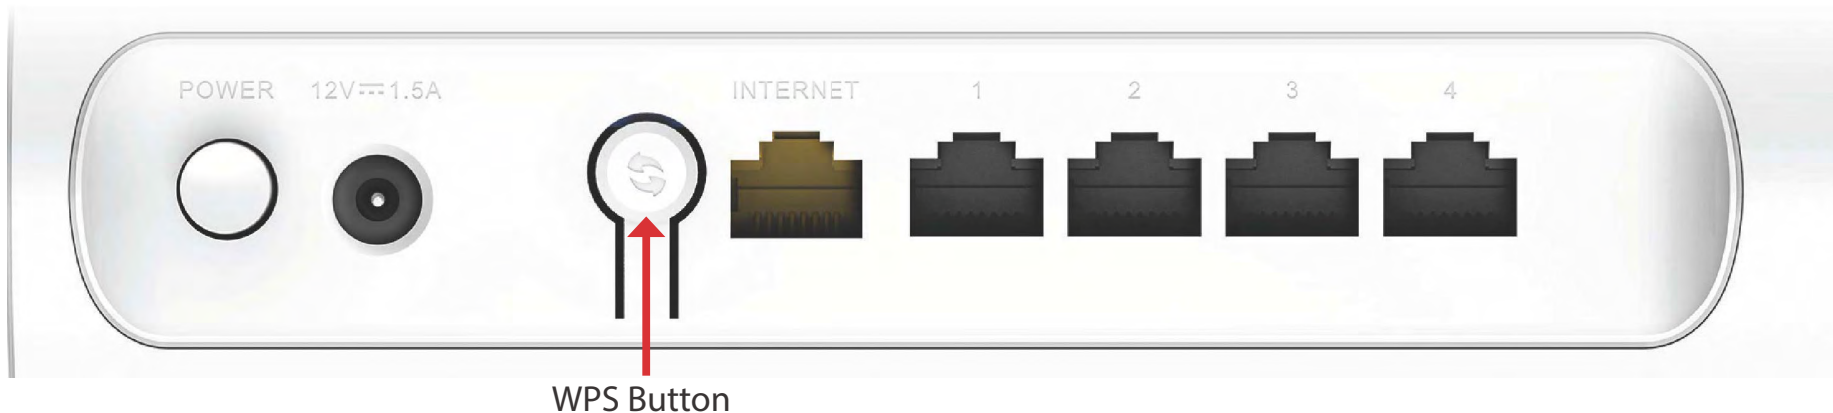 POWER 12V⎓1.5A INTERNET 1 2 3 4
WPS Button